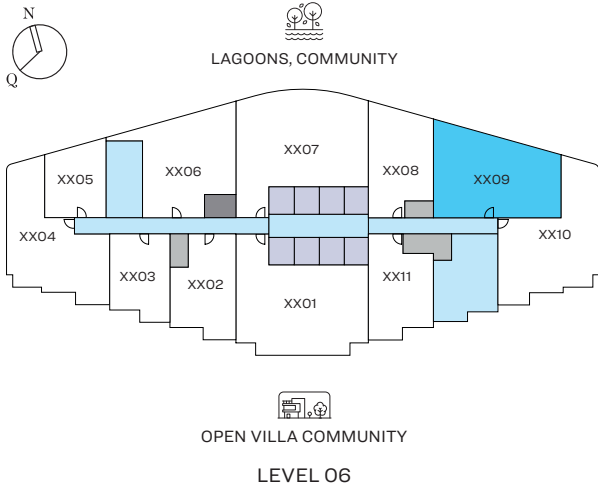 N
Q
LAGOONS, COMMUNITY
XX07
XX06
XX08
XX05
XX09
XX04
XX10
XX03
XX02
XX11
XX01
OPEN VILLA COMMUNITY
LEVEL 06